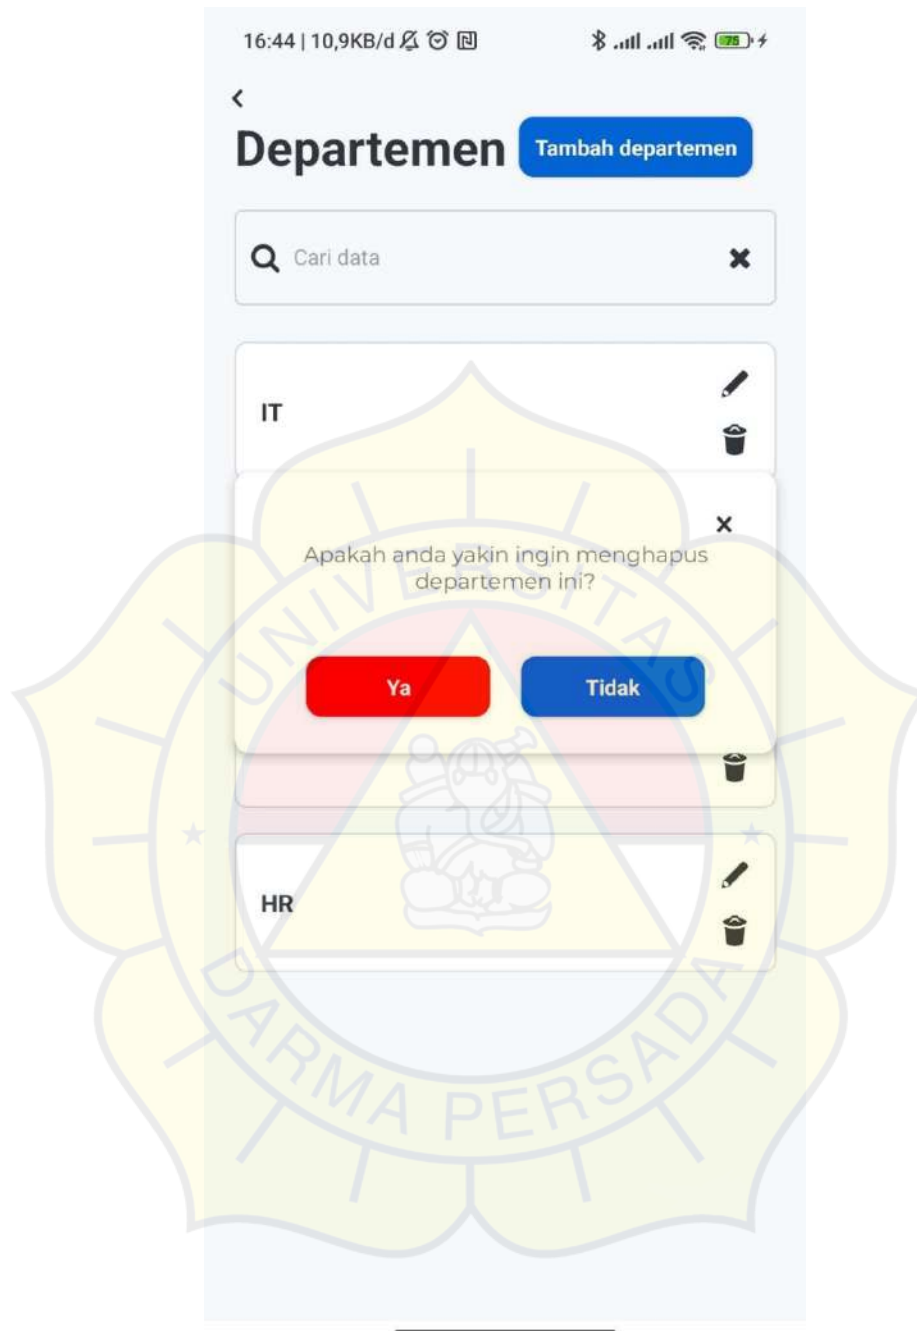 16:44 | 10,9KB/d
75
Departemen
Tambah departemen
Cari data
IT
Apakah anda yakin ingin menghapus
departemen ini?
Ya
Tidak
HR
UNIVERSITAS
DARMA PERSADA